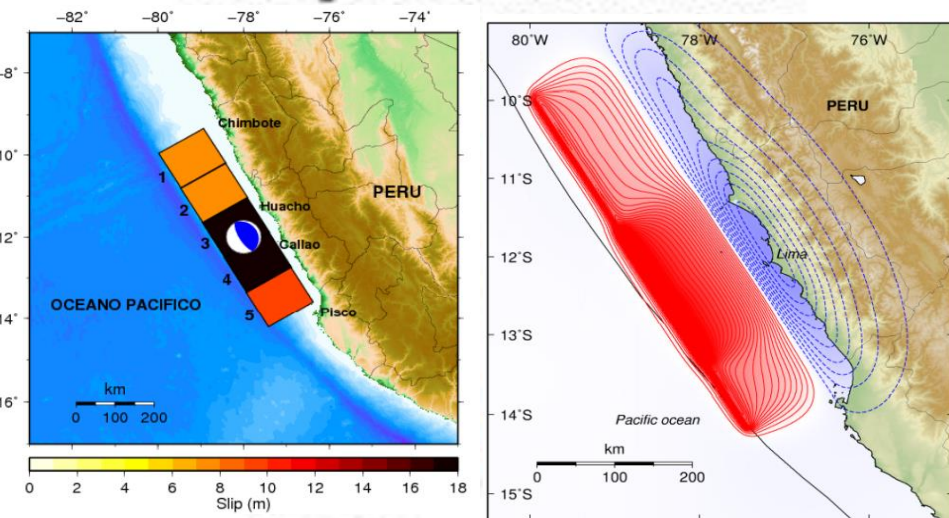 −82° −80° −78° −76° −74°
-8°
10°
12°
14°
16°
Chimbote
Huacho
Callao
Pisco
PERU
1
2
3
4
5
OCEANO PACIFICO
km
0 100 200
0 2 4 6 8 10 12 14 16 18
Slip (m)
80°W 78°W 76°W
10°S
11°S
12°S
13°S
14°S
15°S
PERU
Lima
Pacific ocean
km
0 100 200